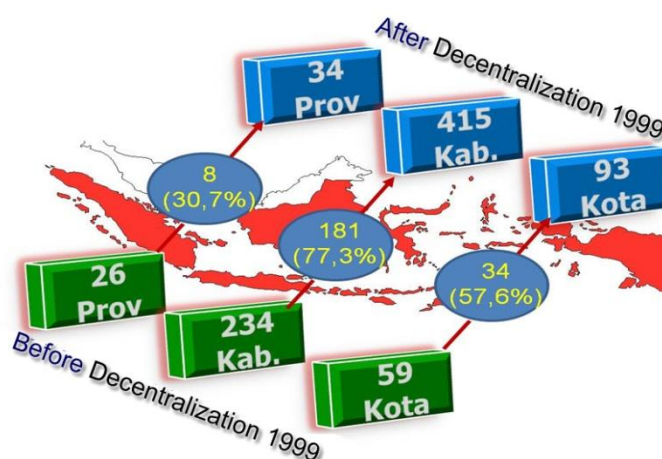 After Decentralization 1999
34
Prov
415
Kab.
93
Kota
8
(30,7%)
181
(77,3%)
34
(57,6%)
26
Prov
234
Kab.
59
Kota
Before Decentralization 1999